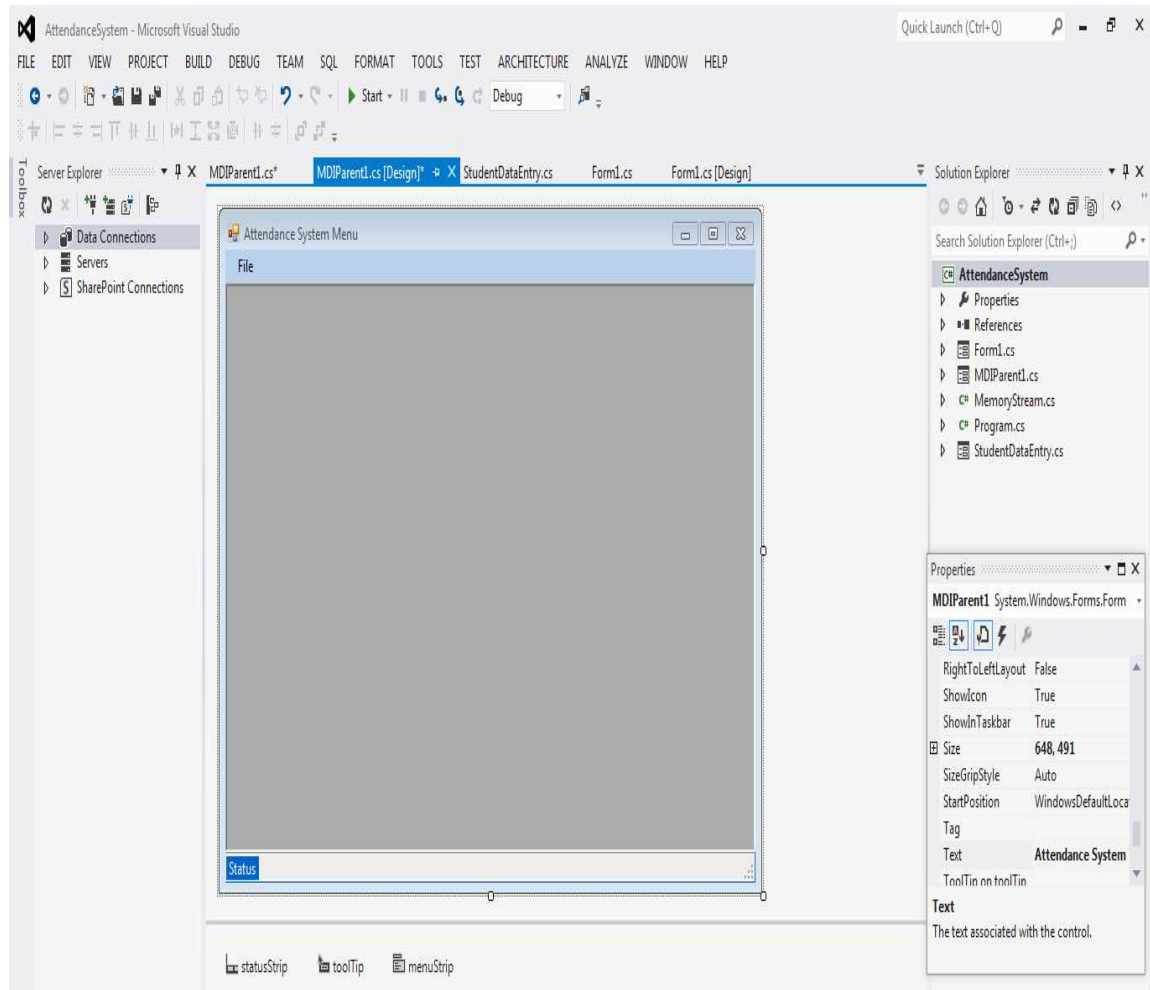 AttendanceSystem - Microsoft Visual Studio
Quick Launch (Ctrl+Q)
FILE EDIT VIEW PROJECT BUILD DEBUG TEAM SQL FORMAT TOOLS TEST ARCHITECTURE ANALYZE WINDOW HELP
Start Debug
Toolbox
Server Explorer
Data Connections
Servers
SharePoint Connections
MDIParent1.cs* MDIParent1.cs [Design]* StudentDataEntry.cs Form1.cs Form1.cs [Design]
Attendance System Menu
File
Status
statusStrip toolTip menuStrip
Solution Explorer
Search Solution Explorer (Ctrl+;)
AttendanceSystem
Properties
References
Form1.cs
MDIParent1.cs
MemoryStream.cs
Program.cs
StudentDataEntry.cs
Properties
MDIParent1 System.Windows.Forms.Form
RightToLeftLayout False
ShowIcon True
ShowInTaskbar True
Size 648, 491
SizeGripStyle Auto
StartPosition WindowsDefaultLoca
Tag
Text Attendance System
ToolTip on toolTip
Text
The text associated with the control.